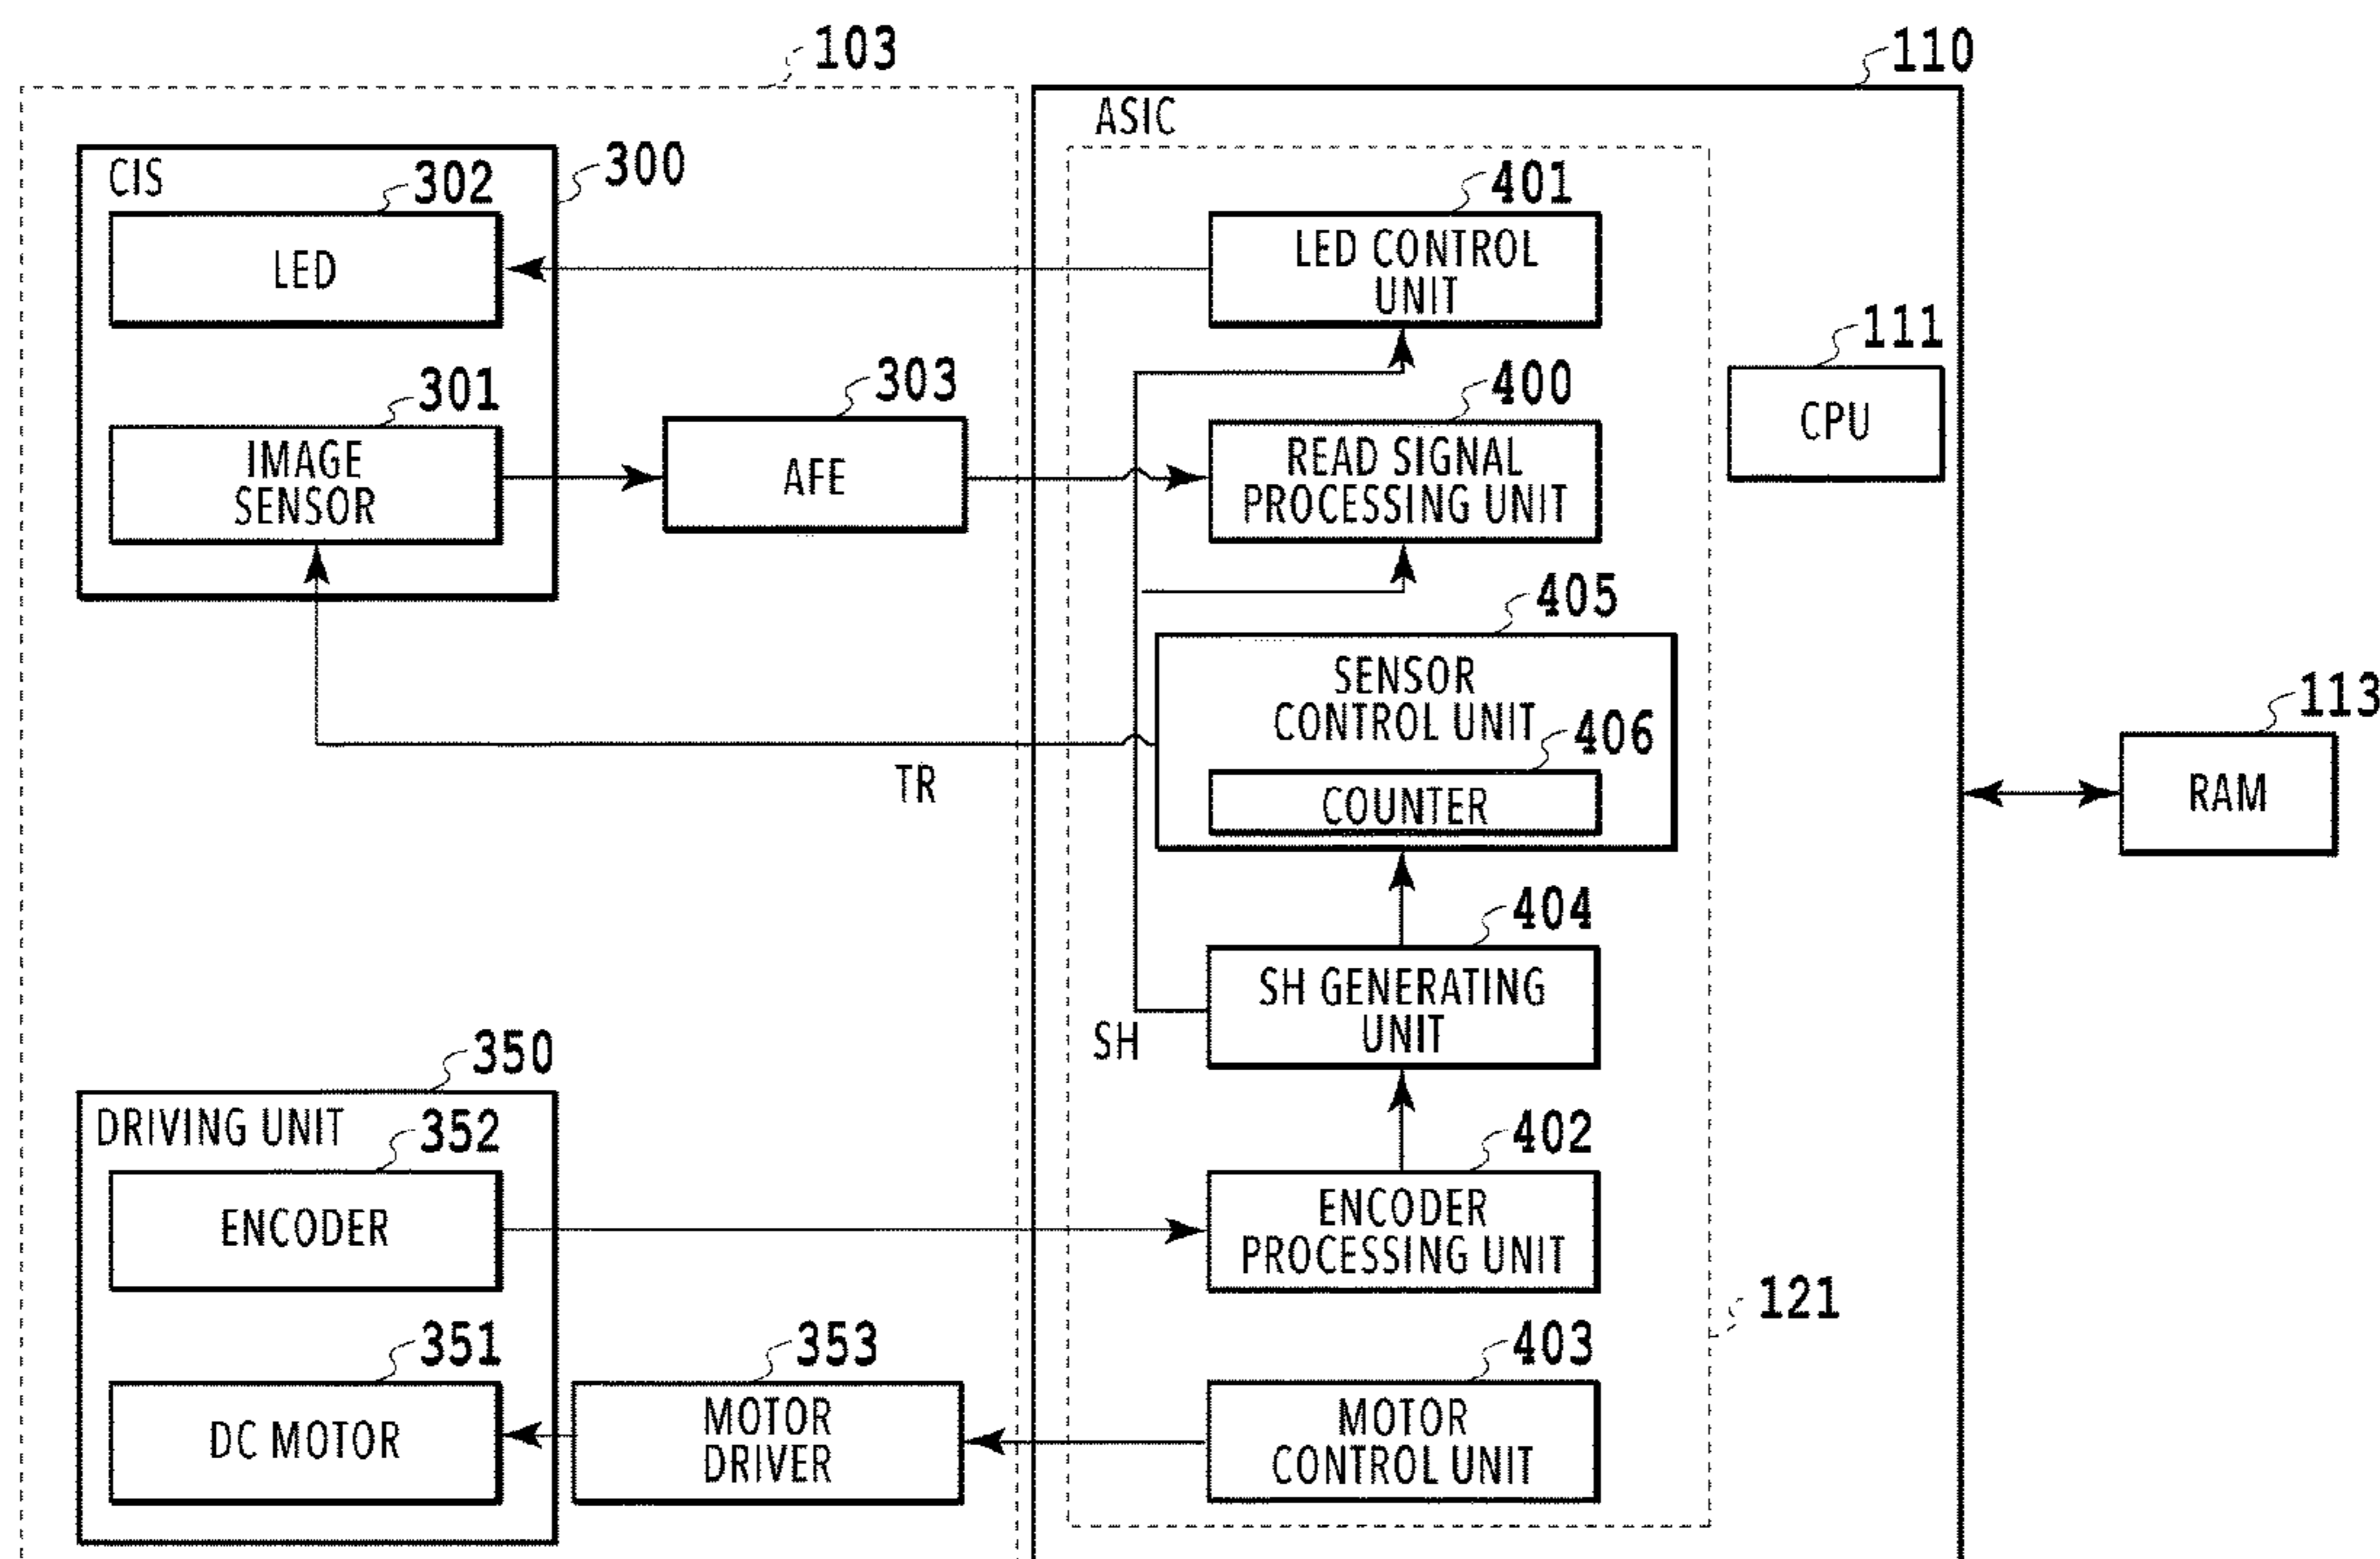 103
110
ASIC
CIS
300
302
LED
401
LED CONTROL
UNIT
111
CPU
301
IMAGE
SENSOR
303
AFE
400
READ SIGNAL
PROCESSING UNIT
405
SENSOR
CONTROL UNIT
406
COUNTER
TR
113
RAM
404
SH GENERATING
UNIT
SH
350
DRIVING UNIT
352
ENCODER
402
ENCODER
PROCESSING UNIT
121
351
DC MOTOR
353
MOTOR
DRIVER
403
MOTOR
CONTROL UNIT